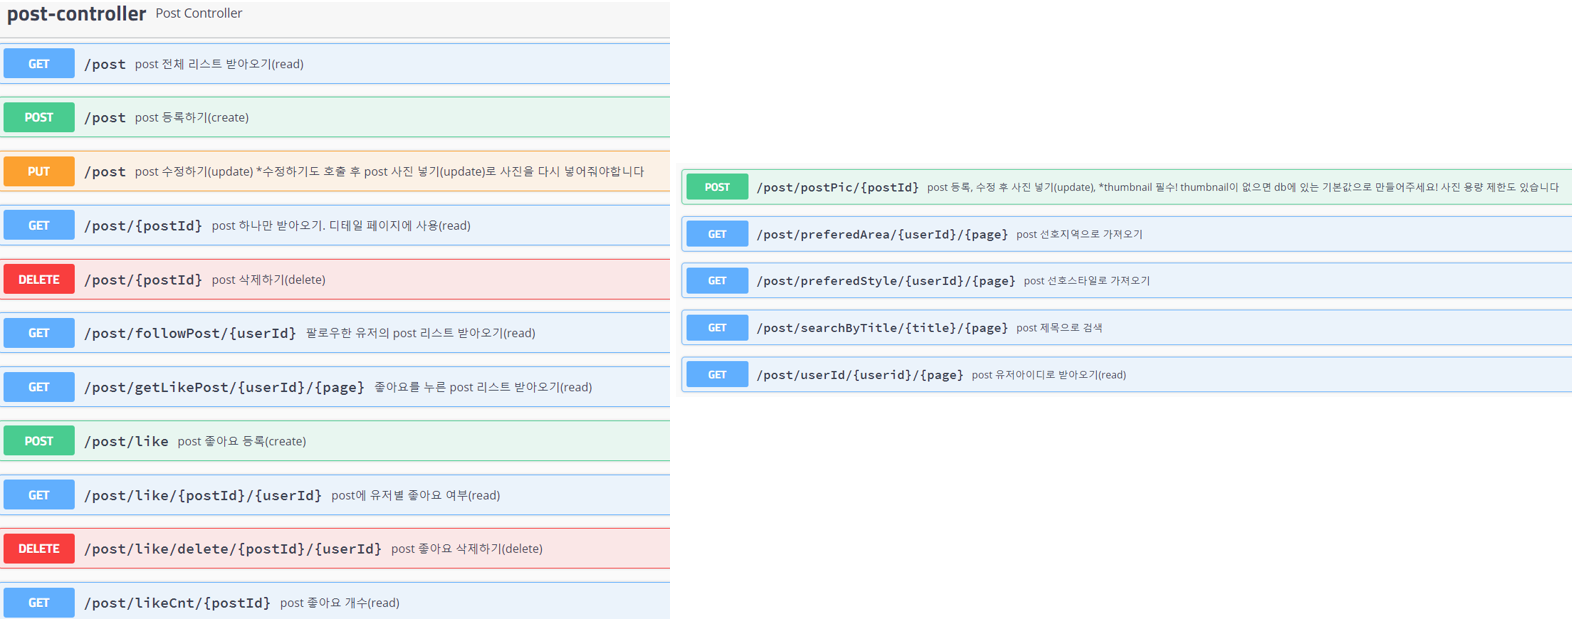 post-controller Post Controller
GET /post post 전체 리스트 받아오기(read)
POST /post post 등록하기(create)
PUT /post post 수정하기(update) *수정하기도 호출 후 post 사진 넣기(update)로 사진을 다시 넣어줘야합니다
GET /post/{postId} post 하나만 받아오기. 디테일 페이지에 사용(read)
DELETE /post/{postId} post 삭제하기(delete)
GET /post/followPost/{userId} 팔로우한 유저의 post 리스트 받아오기(read)
GET /post/getLikPost/{userId}/{page} 좋아요를 누른 post 리스트 받아오기(read)
POST /post/like post 좋아요 등록(create)
GET /post/like/{postId}/{userId} post에 유저별 좋아요 여부(read)
DELETE /post/like/delete/{postId}/{userId} post 좋아요 삭제하기(delete)
GET /post/likeCnt/{postId} post 좋아요 개수(read)
POST /post/postPic/{postId} post 등록, 수정 후 사진 넣기(update), *thumbnail 필수! thumbnail이 없으면 db에 있는 기본값으로 만들어주세요! 사진 용량 제한도 있습니다
GET /post/preferedArea/{userId}/{page} post 선호지역으로 가져오기
GET /post/preferedStyle/{userId}/{page} post 선호스타일로 가져오기
GET /post/searchByTitle/{title}/{page} post 제목으로 검색
GET /post/userId/{userid}/{page} post 유저아이디로 받아오기(read)